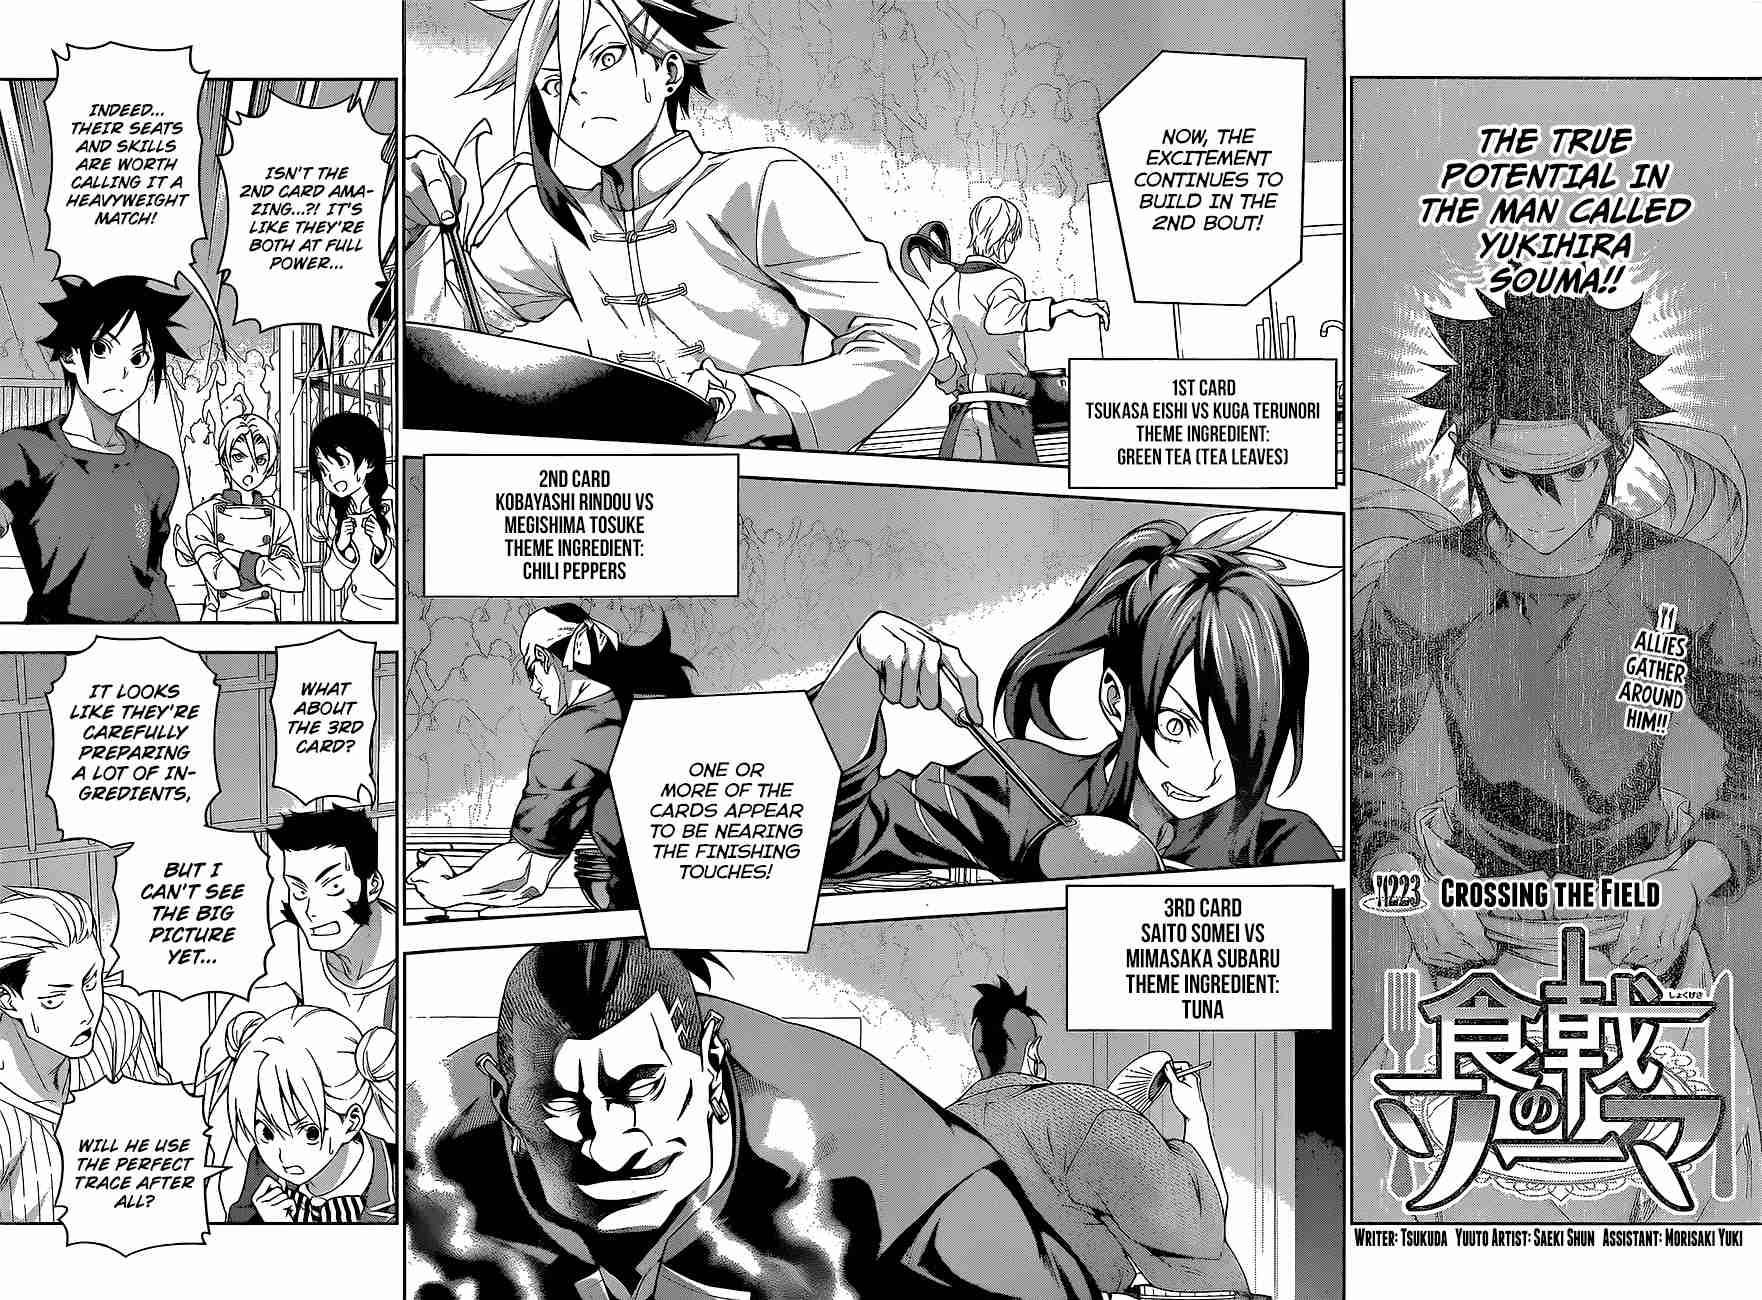 THE TRUE
POTENTIAL IN
THE MAN CALLED
YUKIHIRA
SOUMA!!
11
ALLIES
GATHER
AROUND
HIM!!
223 CROSSING THE FIELD
食戟の
しょくげき
ソーマ
WRITER: TSUKUDA YUUTO ARTIST: SAEKI SHUN ASSISTANT: MORISAKI YUKI
NOW, THE
EXCITEMENT
CONTINUES TO
BUILD IN THE
2ND BOUT!
1ST CARD
TSUKASA EISHI VS KUGA TERUNORI
THEME INGREDIENT:
GREEN TEA (TEA LEAVES)
2ND CARD
KOBAYASHI RINDOU VS
MEGISHIMA TOSUKE
THEME INGREDIENT:
CHILI PEPPERS
ONE OR
MORE OF THE
CARDS APPEAR
TO BE NEARING
THE FINISHING
TOUCHES!
3RD CARD
SAITO SOMEI VS
MIMASAKA SUBARU
THEME INGREDIENT:
TUNA
ISN'T THE
2ND CARD AMA-
ZING...?! IT'S
LIKE THEY'RE
BOTH AT FULL
POWER...
INDEED...
THEIR SEATS
AND SKILLS
ARE WORTH
CALLING IT A
HEAVYWEIGHT
MATCH!
WHAT
ABOUT
THE 3RD
CARD?
IT LOOKS
LIKE THEY'RE
CAREFULLY
PREPARING
A LOT OF IN-
GREDIENTS,
BUT I
CAN'T SEE
THE BIG
PICTURE
YET...
WILL HE USE
THE PERFECT
TRACE AFTER
ALL?